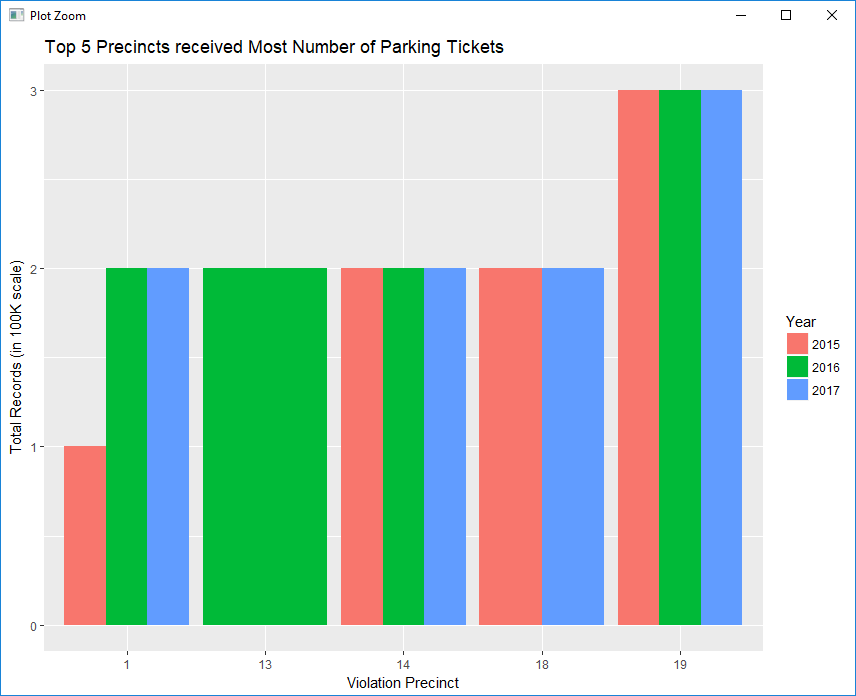 Plot Zoom
Top 5 Precincts received Most Number of Parking Tickets
Total Records (in 100K scale)
3
2
1
0
1 13 14 18 19
Violation Precinct
Year
2015
2016
2017